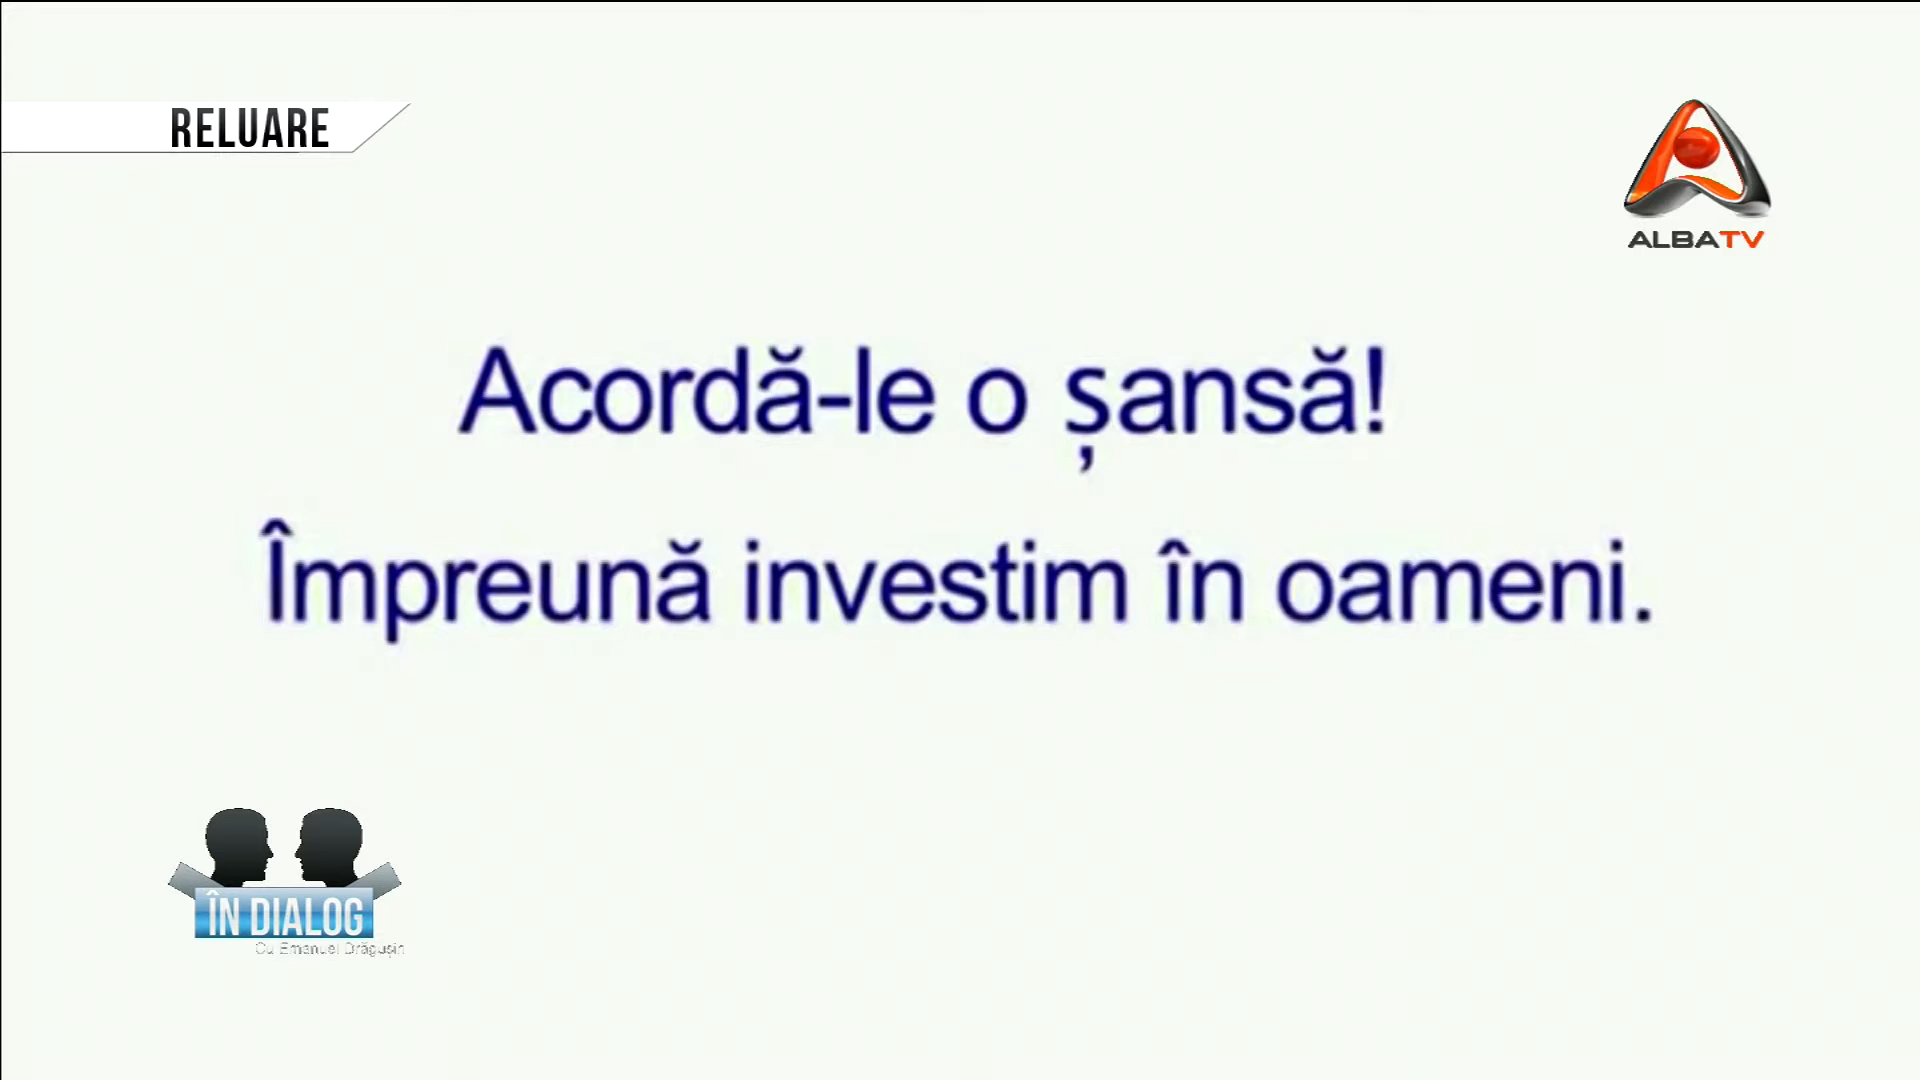 RELUARE
ALBATV
Acordă-le o șansă!
Împreună investim în oameni.
ÎN DIALOG
Cu Emanuel Drăgușin